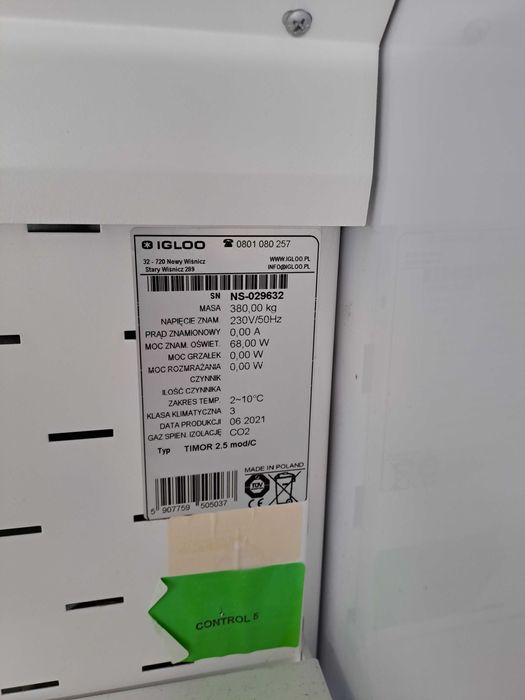 IGLOO ☎ 0801 080 257
32 - 720 Nowy Wiśnicz WWW.IGLOO.PL
Stary Wiśnicz 289 INFO@IGLOO.PL
SN NS-029632
MASA 380,00 kg
NAPIĘCIE ZNAM. 230V/50Hz
PRĄD ZNAMIONOWY 0,00 A
MOC ZNAM. OŚWIET. 68,00 W
MOC GRZAŁEK 0,00 W
MOC ROZMRAŻANIA 0,00 W
CZYNNIK
ILOŚĆ CZYNNIKA
ZAKRES TEMP. 2~10°C
KLASA KLIMATYCZNA 3
DATA PRODUKCJI 06 2021
GAZ SPIEN. IZOLACJĘ CO2
Typ TIMOR 2.5 mod/C
MADE IN POLAND
TÜV
CE
5 907759 505037
CONTROL 5